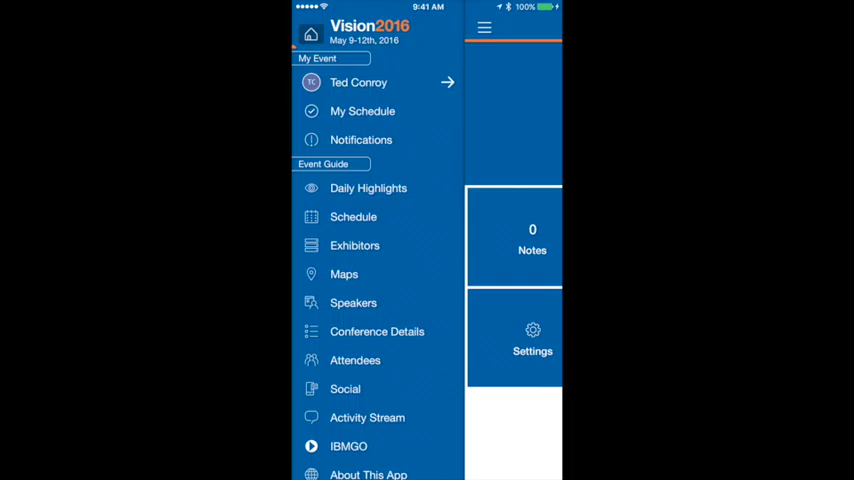 9:41 AM
100%
Vision2016
May 9-12th, 2016
My Event
TC
Ted Conroy
My Schedule
Notifications
Event Guide
Daily Highlights
Schedule
Exhibitors
Maps
Speakers
Conference Details
Attendees
Social
Activity Stream
IBMGO
About This App
0
Notes
Settings